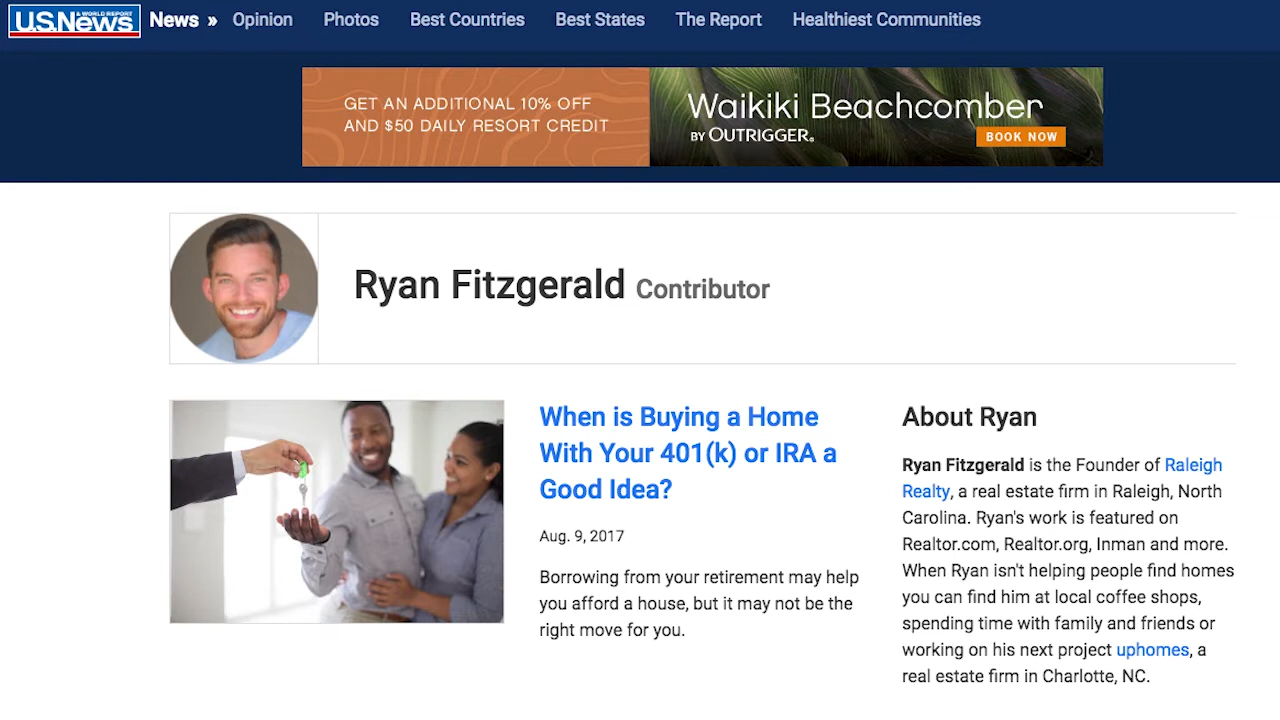 U.S.News
& WORLD REPORT
News » Opinion Photos Best Countries Best States The Report Healthiest Communities
GET AN ADDITIONAL 10% OFF
AND $50 DAILY RESORT CREDIT
Waikiki Beachcomber
BY OUTRIGGER®
BOOK NOW
Ryan Fitzgerald Contributor
When is Buying a Home
With Your 401(k) or IRA a
Good Idea?
Aug. 9, 2017
Borrowing from your retirement may help
you afford a house, but it may not be the
right move for you.
About Ryan
Ryan Fitzgerald is the Founder of Raleigh
Realty, a real estate firm in Raleigh, North
Carolina. Ryan's work is featured on
Realtor.com, Realtor.org, Inman and more.
When Ryan isn't helping people find homes
you can find him at local coffee shops,
spending time with family and friends or
working on his next project uphomes, a
real estate firm in Charlotte, NC.